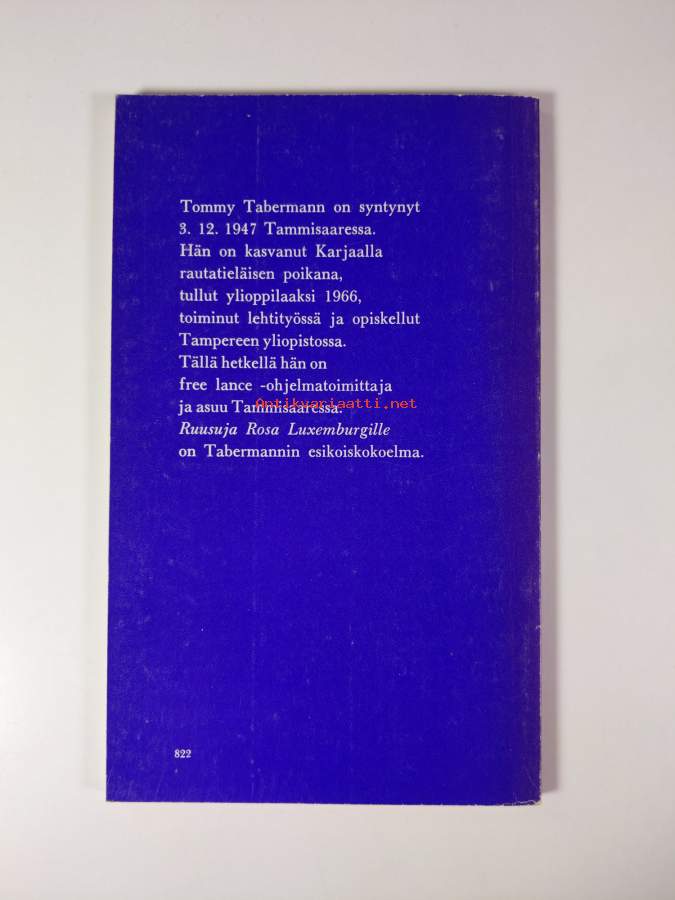 Tommy Tabermann on syntynyt
3. 12. 1947 Tammisaaressa.
Hän on kasvanut Karjaalla
rautatieläisen poikana,
tullut ylioppilaaksi 1966,
toiminut lehtityössä ja opiskellut
Tampereen yliopistossa.
Tällä hetkellä hän on
free lance -ohjelmatoimittaja
ja asuu Tammisaaressa.
Antikvariaatti.net
Ruusuja Rosa Luxemburgille
on Tabermannin esikoiskokoelma.
822